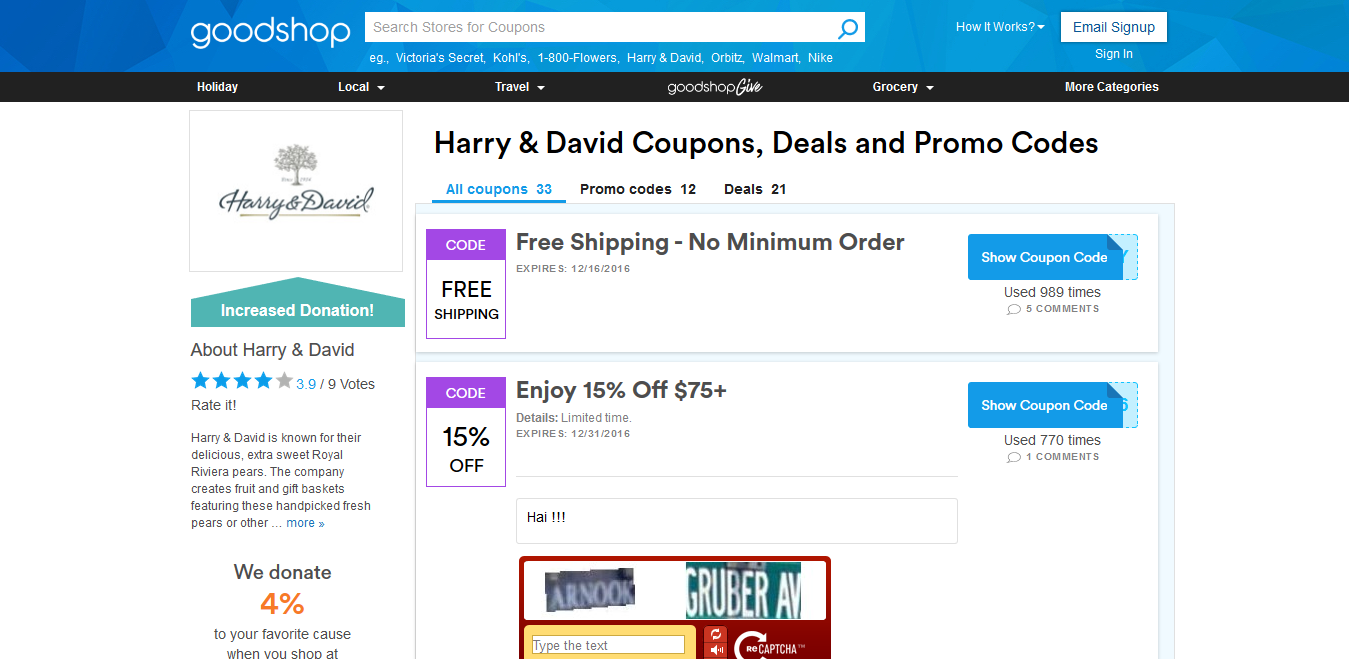 goodshop
Search Stores for Coupons
eg., Victoria's Secret, Kohl's, 1-800-Flowers, Harry & David, Orbitz, Walmart, Nike
How It Works?
Email Signup
Sign In
Holiday
Local
Travel
goodshop Give
Grocery
More Categories
Harry & David
Increased Donation!
About Harry & David
3.9 / 9 Votes
Rate it!
Harry & David is known for their
delicious, extra sweet Royal
Riviera pears. The company
creates fruit and gift baskets
featuring these handpicked fresh
pears or other ... more »
We donate
4%
to your favorite cause
when you shop at
Harry & David Coupons, Deals and Promo Codes
All coupons 33
Promo codes 12
Deals 21
CODE
FREE
SHIPPING
Free Shipping - No Minimum Order
EXPIRES: 12/16/2016
Show Coupon Code
Used 989 times
5 COMMENTS
CODE
15%
OFF
Enjoy 15% Off $75+
Details: Limited time.
EXPIRES: 12/31/2016
Show Coupon Code
6
Used 770 times
1 COMMENTS
Hai !!!
ARNOOK
GRUBER AV
Type the text
reCAPTCHA™